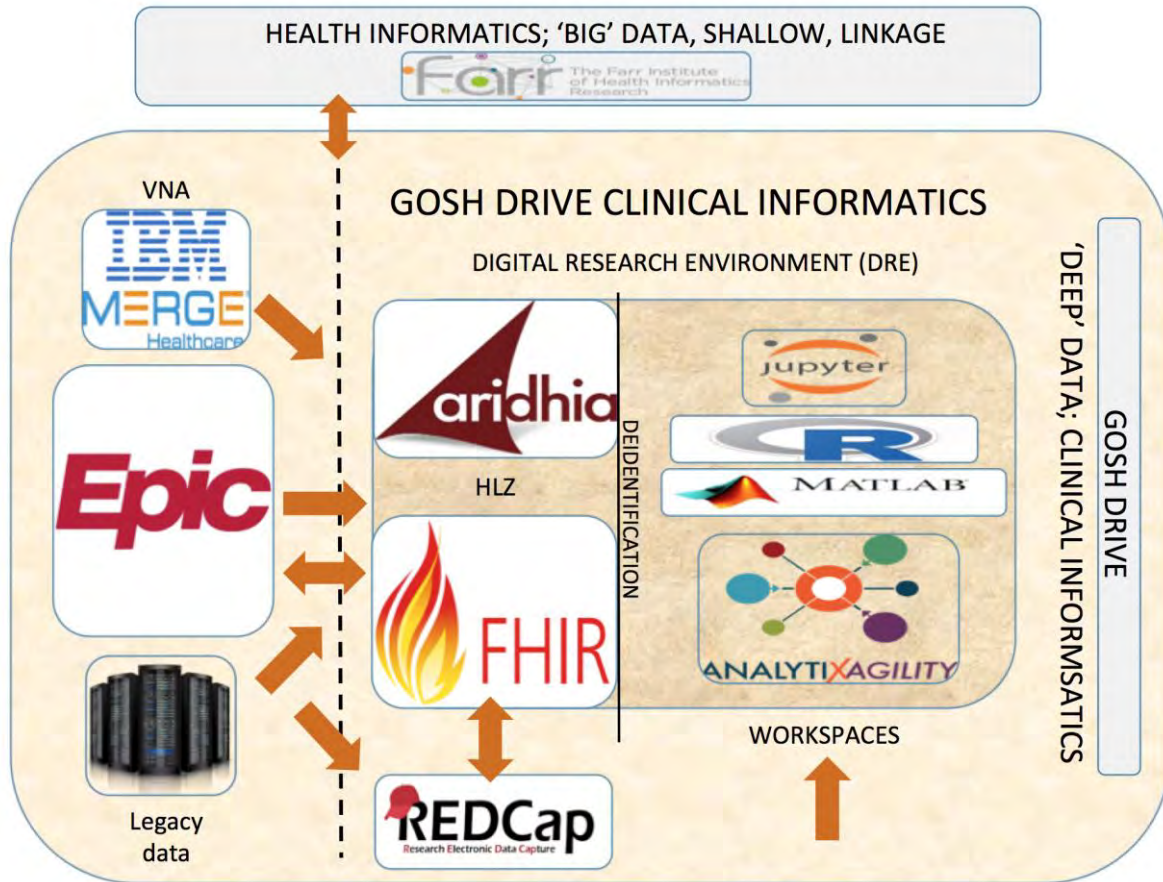 HEALTH INFORMATICS; 'BIG' DATA, SHALLOW, LINKAGE
Farr
The Farr Institute
of Health Informatics
Research
VNA
IBM
MERGE
Healthcare
Epic
Legacy
data
GOSH DRIVE CLINICAL INFORMATICS
DIGITAL RESEARCH ENVIRONMENT (DRE)
aridhia
HLZ
FHIR
REDCap
Research Electronic Data Capture
DEIDENTIFICATION
jupyter
R
MATLAB
ANALYTIXAGILITY
WORKSPACES
'DEEP' DATA; CLINICAL INFORMSATICS
GOSH DRIVE